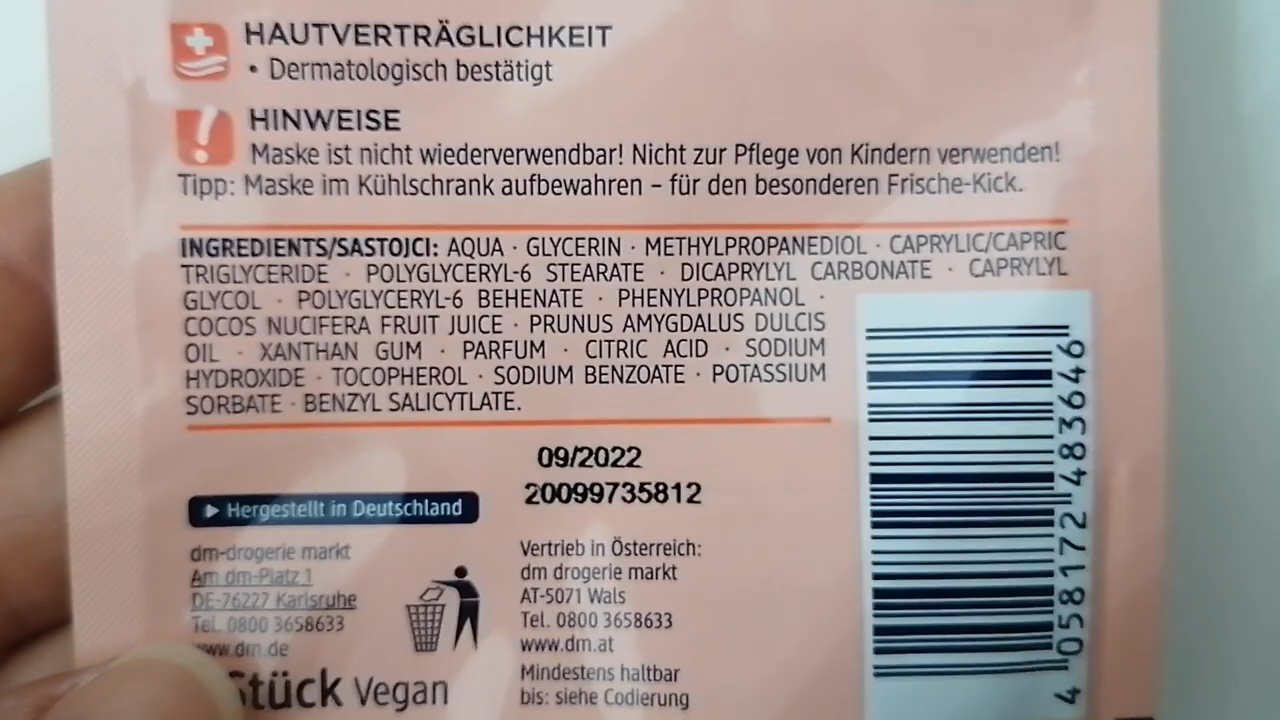 HAUTVERTRÄGLICHKEIT
• Dermatologisch bestätigt
HINWEISE
Maske ist nicht wiederverwendbar! Nicht zur Pflege von Kindern verwenden!
Tipp: Maske im Kühlschrank aufbewahren – für den besonderen Frische-Kick.
INGREDIENTS/SASTOJCI: AQUA · GLYCERIN · METHYLPROPANEDIOL · CAPRYLIC/CAPRIC
TRIGLYCERIDE · POLYGLYCERYL-6 STEARATE · DICAPRYLYL CARBONATE · CAPRYLYL
GLYCOL · POLYGLYCERYL-6 BEHENATE · PHENYLPROPANOL ·
COCOS NUCIFERA FRUIT JUICE · PRUNUS AMYGDALUS DULCIS
OIL · XANTHAN GUM · PARFUM · CITRIC ACID · SODIUM
HYDROXIDE · TOCOPHEROL · SODIUM BENZOATE · POTASSIUM
SORBATE · BENZYL SALICYTLATE.
09/2022
20099735812
Hergestellt in Deutschland
dm-drogerie markt
Am dm-Platz 1
DE-76227 Karlsruhe
Tel. 0800 3658633
www.dm.de
Stück Vegan
Vertrieb in Österreich:
dm drogerie markt
AT-5071 Wals
Tel. 0800 3658633
www.dm.at
Mindestens haltbar
bis: siehe Codierung
4 058172 483646